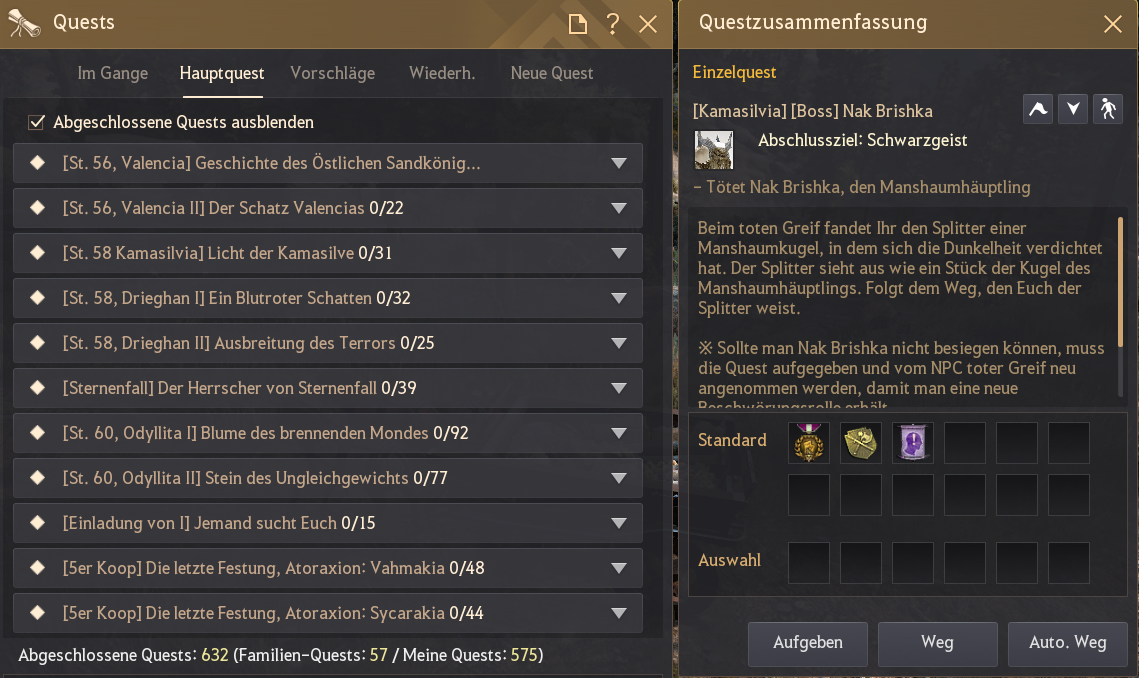 Quests
Im Gange Hauptquest Vorschläge Wiederh. Neue Quest
Abgeschlossene Quests ausblenden
[St. 56, Valencia] Geschichte des Östlichen Sandkönig...
[St. 56, Valencia II] Der Schatz Valencias 0/22
[St. 58 Kamasilvia] Licht der Kamasilve 0/31
[St. 58, Drieghan I] Ein Blutroter Schatten 0/32
[St. 58, Drieghan II] Ausbreitung des Terrors 0/25
[Sternenfall] Der Herrscher von Sternenfall 0/39
[St. 60, Odyllita I] Blume des brennenden Mondes 0/92
[St. 60, Odyllita II] Stein des Ungleichgewichts 0/77
[Einladung von I] Jemand sucht Euch 0/15
[5er Koop] Die letzte Festung, Atoraxion: Vahmakia 0/48
[5er Koop] Die letzte Festung, Atoraxion: Sycarakia 0/44
Abgeschlossene Quests: 632 (Familien-Quests: 57 / Meine Quests: 575)
Questzusammenfassung
Einzelquest
[Kamasilvia] [Boss] Nak Brishka
Abschlussziel: Schwarzgeist
- Tötet Nak Brishka, den Manshaumhäuptling
Beim toten Greif fandet Ihr den Splitter einer
Manshaumkugel, in dem sich die Dunkelheit verdichtet
hat. Der Splitter sieht aus wie ein Stück der Kugel des
Manshaumhäuptlings. Folgt dem Weg, den Euch der
Splitter weist.
※ Sollte man Nak Brishka nicht besiegen können, muss
die Quest aufgegeben und vom NPC toter Greif neu
angenommen werden, damit man eine neue
Beschwörungsrolle erhält.
Standard
Auswahl
Aufgeben Weg Auto. Weg